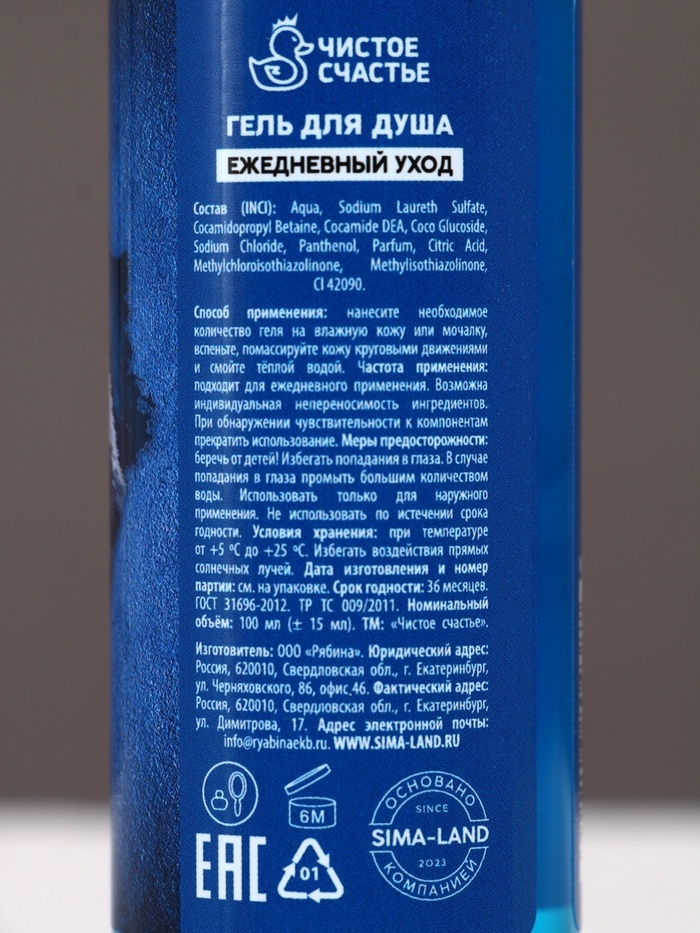 ЧИСТОЕ
СЧАСТЬЕ
ГЕЛЬ ДЛЯ ДУША
ЕЖЕДНЕВНЫЙ УХОД
Состав (INCI): Aqua, Sodium Laureth Sulfate,
Cocamidopropyl Betaine, Cocamide DEA, Coco Glucoside,
Sodium Chloride, Panthenol, Parfum, Citric Acid,
Methylchloroisothiazolinone, Methylisothiazolinone,
CI 42090.
Способ применения: нанесите необходимое
количество геля на влажную кожу или мочалку,
вспеньте, помассируйте кожу круговыми движениями
и смойте тёплой водой. Частота применения:
подходит для ежедневного применения. Возможна
индивидуальная непереносимость ингредиентов.
При обнаружении чувствительности к компонентам
прекратить использование. Меры предосторожности:
беречь от детей! Избегать попадания в глаза. В случае
попадания в глаза промыть большим количеством
воды. Использовать только для наружного
применения. Не использовать по истечении срока
годности. Условия хранения: при температуре
от +5 ºС до +25 ºС. Избегать воздействия прямых
солнечных лучей. Дата изготовления и номер
партии: см. на упаковке. Срок годности: 36 месяцев.
ГОСТ 31696-2012. ТР ТС 009/2011. Номинальный
объём: 100 мл (± 15 мл). ТМ: «Чистое счастье».
Изготовитель: ООО «Рябина». Юридический адрес:
Россия, 620010, Свердловская обл., г. Екатеринбург,
ул. Черняховского, 86, офис 46. Фактический адрес:
Россия, 620010, Свердловская обл., г. Екатеринбург,
ул. Димитрова, 17. Адрес электронной почты:
info@ryabinaekb.ru. WWW.SIMA-LAND.RU
6M
EAC
01
ОСНОВАНО
SINCE
SIMA-LAND
2023
КОМПАНИЕЙ